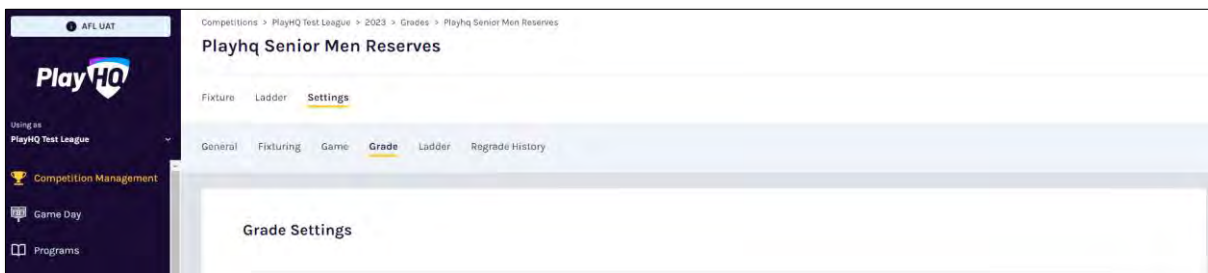 AFL UAT
PlayHQ
Using as
PlayHQ Test League
Competition Management
Game Day
Programs
Competitions > PlayHQ Test League > 2023 > Grades > Playhq Senior Men Reserves
Playhq Senior Men Reserves
Fixture Ladder Settings
General Fixturing Game Grade Ladder Regrade History
Grade Settings